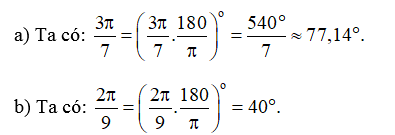 a) Ta có: 3π/7 = (3π/7 . 180/π)° = 540°/7 ≈ 77,14°.
b) Ta có: 2π/9 = (2π/9 . 180/π)° = 40°.